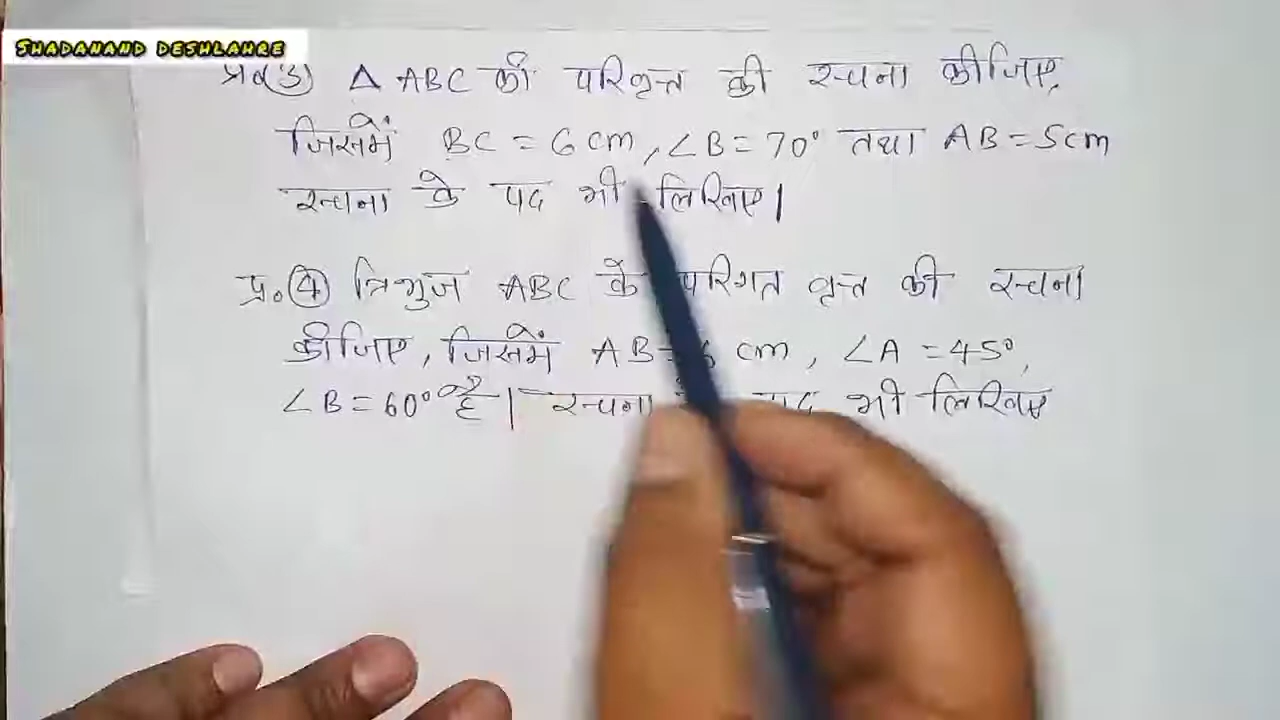 SHADANAND DESHLAHRE
प्र० (3) △ ABC की परिवृत्त की रचना कीजिए,
जिसमें BC = 6 cm, ∠B = 70° तथा AB = 5cm
रचना के पद भी लिखिए।
प्र. (4) त्रिभुज ABC के परिगत वृत्त की रचना
कीजिए, जिसमें AB = cm, ∠A = 45°,
∠B = 60° है। रचना पद भी लिखिए